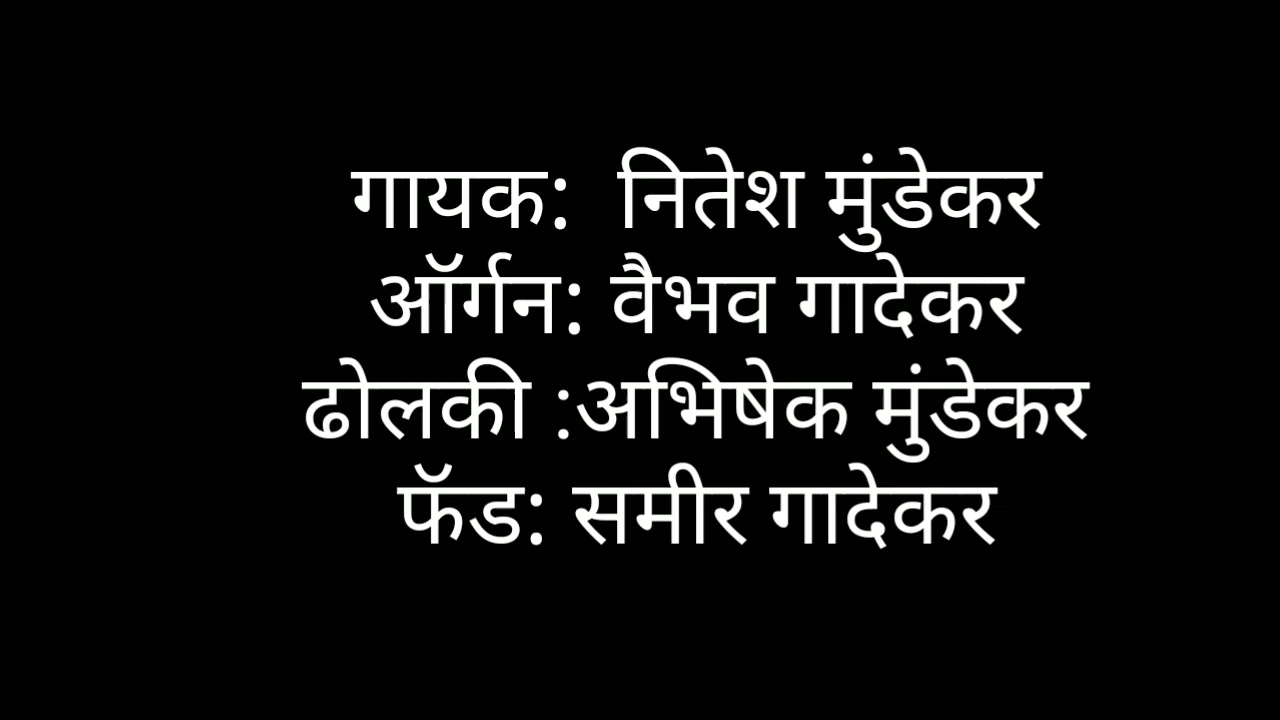 गायक:  नितेश मुंडेकर
ऑर्गन: वैभव गादेकर
ढोलकी :अभिषेक मुंडेकर
फॅड: समीर गादेकर